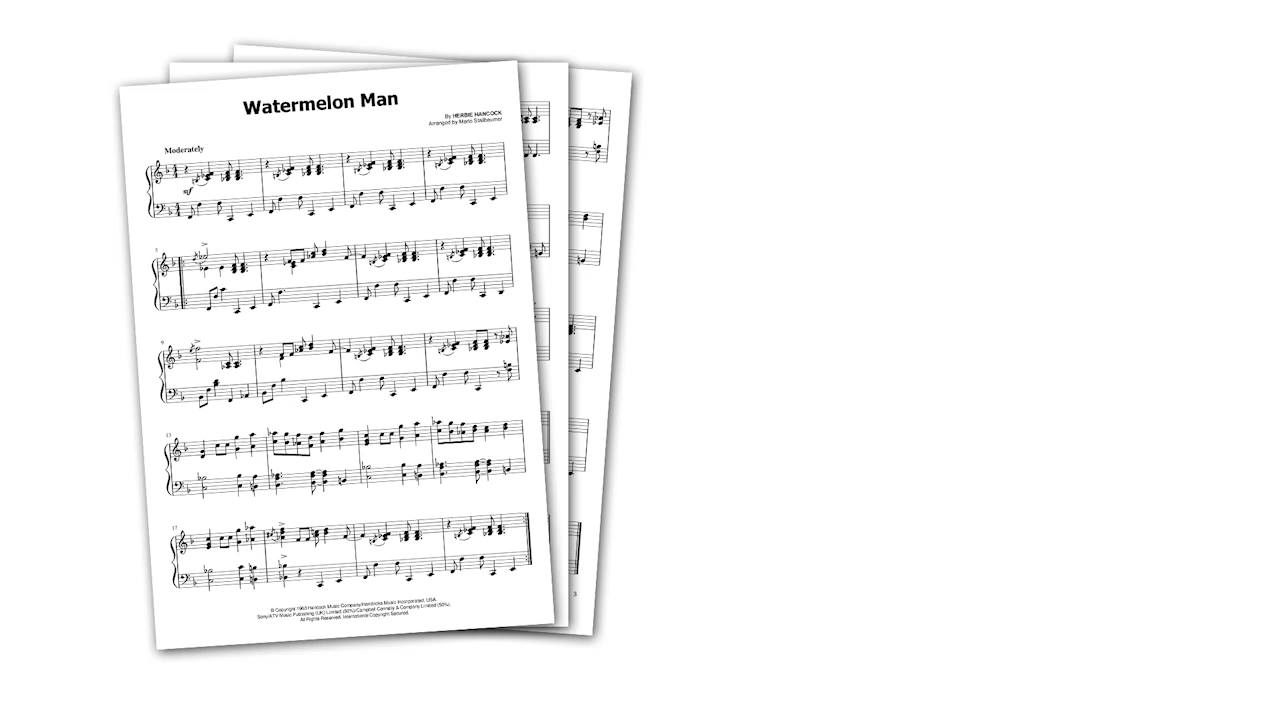 Watermelon Man
By HERBIE HANCOCK
Arranged by Mario Stallbaumer
Moderately
mf
5
9
13
17
© Copyright 1963 Hancock Music Company/Hendricks Music Incorporated, USA.
Sony/ATV Music Publishing (UK) Limited (50%)/Campbell Connelly & Company Limited (50%).
All Rights Reserved. International Copyright Secured.
3